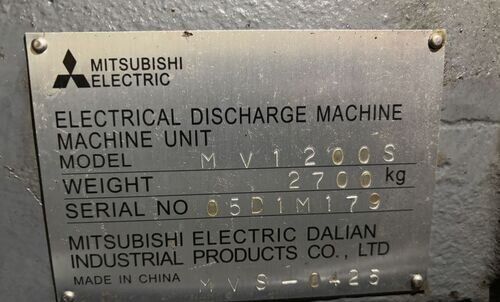 MITSUBISHI
ELECTRIC
ELECTRICAL DISCHARGE MACHINE
MACHINE UNIT
MODEL MV1200S
WEIGHT 2700 kg
SERIAL NO 05D1M179
MITSUBISHI ELECTRIC DALIAN
INDUSTRIAL PRODUCTS CO., LTD
MADE IN CHINA MVS-0425